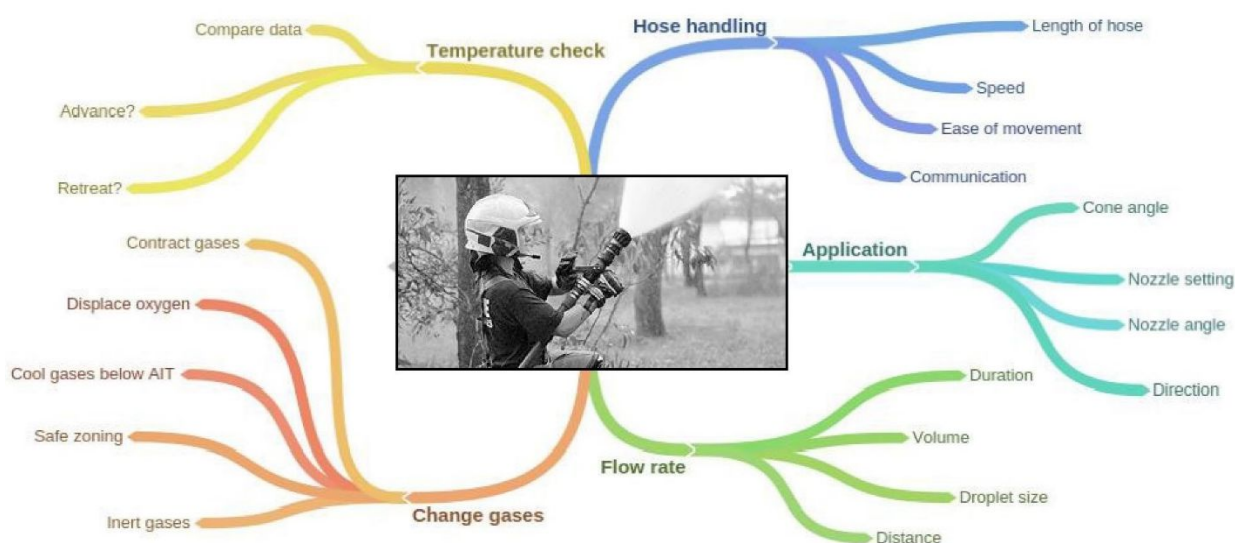 Hose handling
Length of hose
Speed
Ease of movement
Communication
Application
Cone angle
Nozzle setting
Nozzle angle
Direction
Flow rate
Duration
Volume
Droplet size
Distance
Change gases
Contract gases
Displace oxygen
Cool gases below AIT
Safe zoning
Inert gases
Temperature check
Compare data
Advance?
Retreat?